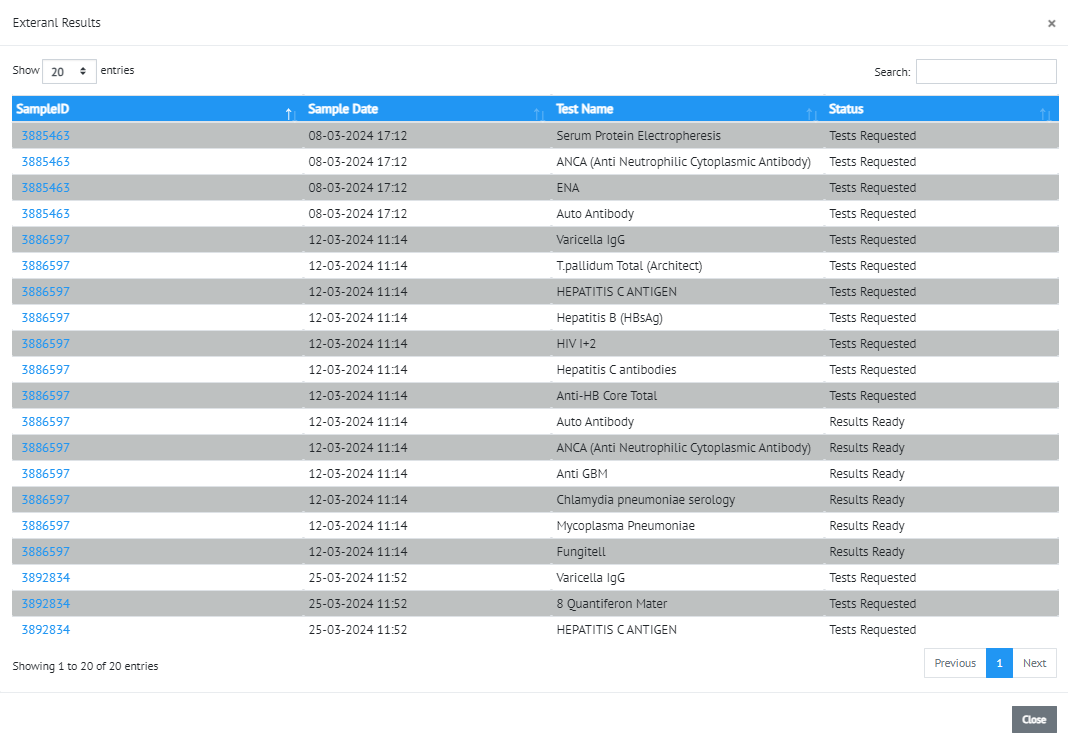 Exteranl Results ×
Show 20 entries Search:
SampleID Sample Date Test Name Status
3885463 08-03-2024 17:12 Serum Protein Electropheresis Tests Requested
3885463 08-03-2024 17:12 ANCA (Anti Neutrophilic Cytoplasmic Antibody) Tests Requested
3885463 08-03-2024 17:12 ENA Tests Requested
3885463 08-03-2024 17:12 Auto Antibody Tests Requested
3886597 12-03-2024 11:14 Varicella IgG Tests Requested
3886597 12-03-2024 11:14 T.pallidum Total (Architect) Tests Requested
3886597 12-03-2024 11:14 HEPATITIS C ANTIGEN Tests Requested
3886597 12-03-2024 11:14 Hepatitis B (HBsAg) Tests Requested
3886597 12-03-2024 11:14 HIV I+2 Tests Requested
3886597 12-03-2024 11:14 Hepatitis C antibodies Tests Requested
3886597 12-03-2024 11:14 Anti-HB Core Total Tests Requested
3886597 12-03-2024 11:14 Auto Antibody Results Ready
3886597 12-03-2024 11:14 ANCA (Anti Neutrophilic Cytoplasmic Antibody) Results Ready
3886597 12-03-2024 11:14 Anti GBM Results Ready
3886597 12-03-2024 11:14 Chlamydia pneumoniae serology Results Ready
3886597 12-03-2024 11:14 Mycoplasma Pneumoniae Results Ready
3886597 12-03-2024 11:14 Fungitell Results Ready
3892834 25-03-2024 11:52 Varicella IgG Tests Requested
3892834 25-03-2024 11:52 8 Quantiferon Mater Tests Requested
3892834 25-03-2024 11:52 HEPATITIS C ANTIGEN Tests Requested
Showing 1 to 20 of 20 entries Previous 1 Next
Close